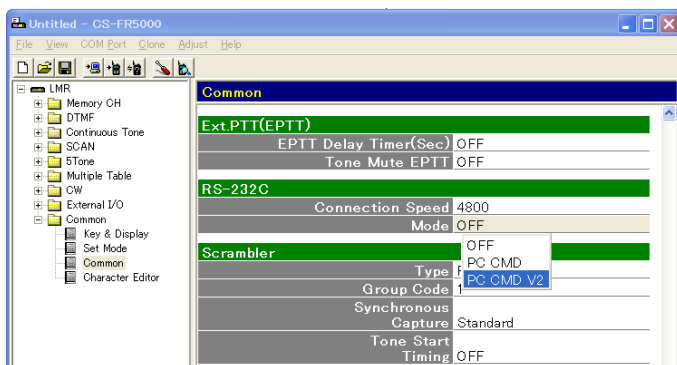 Untitled - CS-FR5000
File View COM Port Clone Adjust Help
LMR
Memory CH
DTMF
Continuous Tone
SCAN
5Tone
Multiple Table
CW
External I/O
Common
Key & Display
Set Mode
Common
Character Editor
Common
Ext.PTT(EPTT)
EPTT Delay Timer(Sec) OFF
Tone Mute EPTT OFF
RS-232C
Connection Speed 4800
Mode OFF
OFF
PC CMD
PC CMD V2
Scrambler
Type
Group Code 1
Synchronous
Capture Standard
Tone Start
Timing OFF